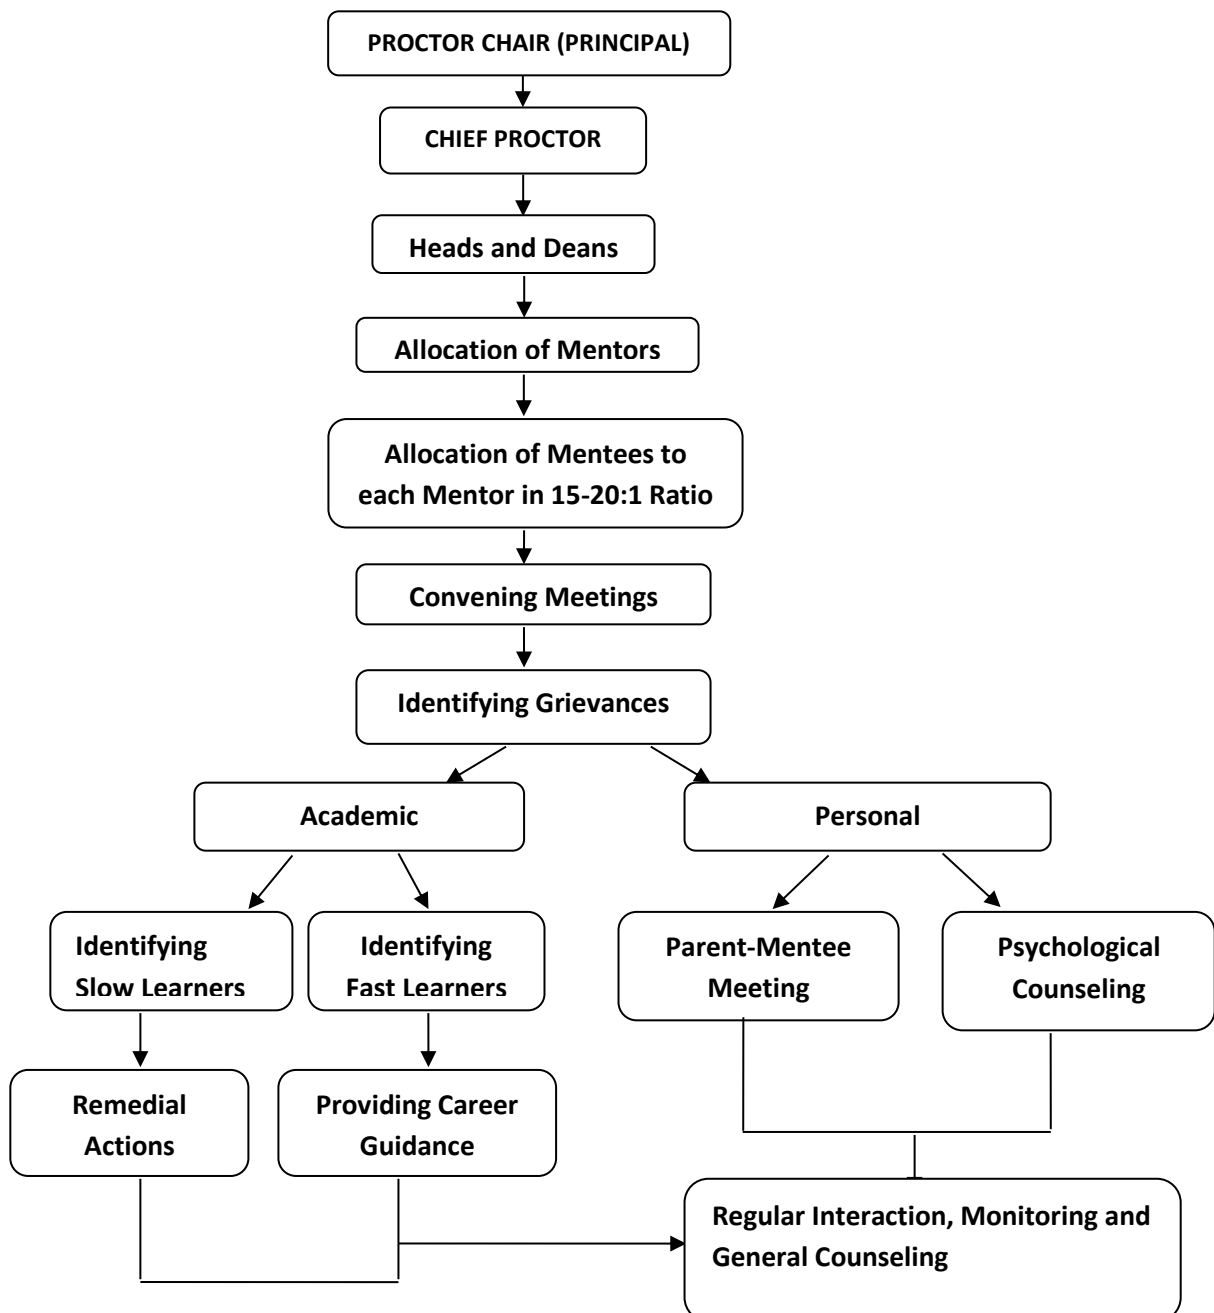 PROCTOR CHAIR (PRINCIPAL)
CHIEF PROCTOR
Heads and Deans
Allocation of Mentors
Allocation of Mentees to
each Mentor in 15-20:1 Ratio
Convening Meetings
Identifying Grievances
Academic
Personal
Identifying
Slow Learners
Identifying
Fast Learners
Parent-Mentee
Meeting
Psychological
Counseling
Remedial
Actions
Providing Career
Guidance
Regular Interaction, Monitoring and
General Counseling